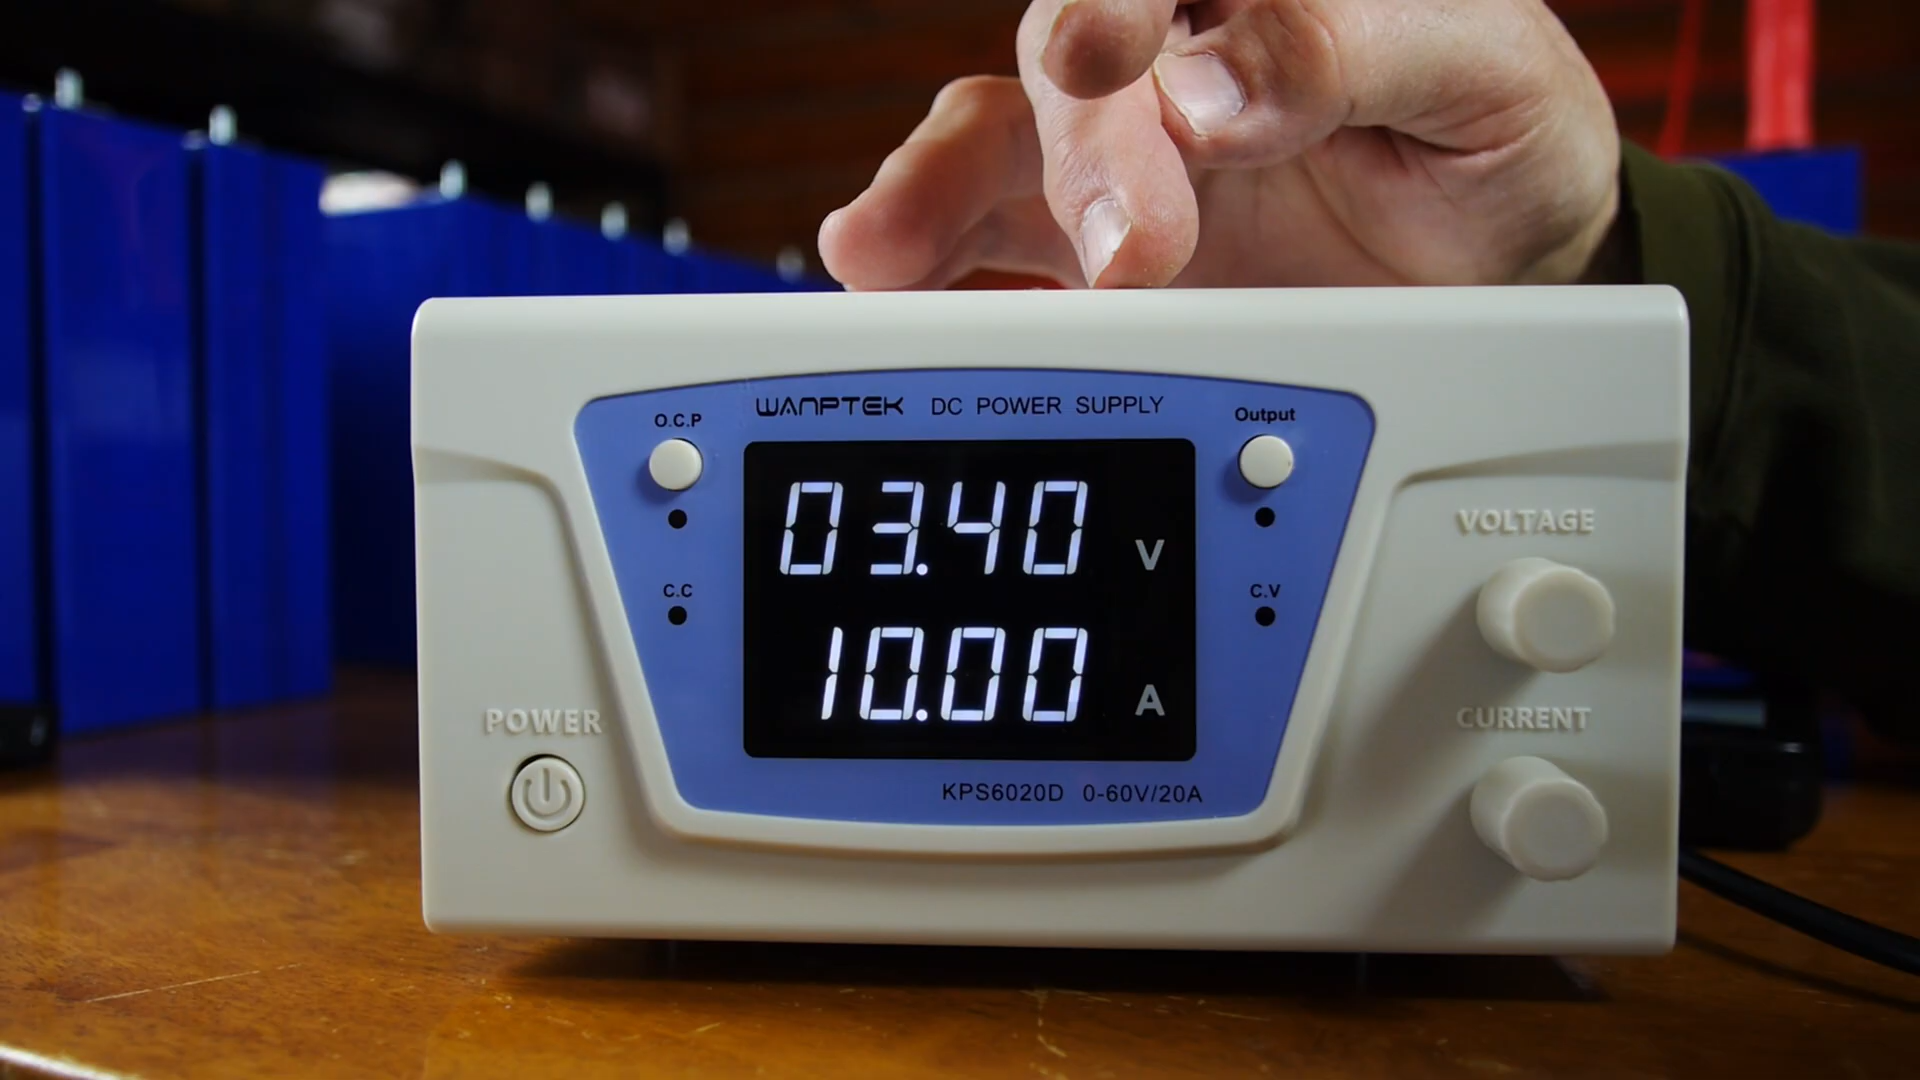 WANPTEK DC POWER SUPPLY
O.C.P
Output
03.40 V
C.C
C.V
10.00 A
VOLTAGE
CURRENT
POWER
KPS6020D 0-60V/20A